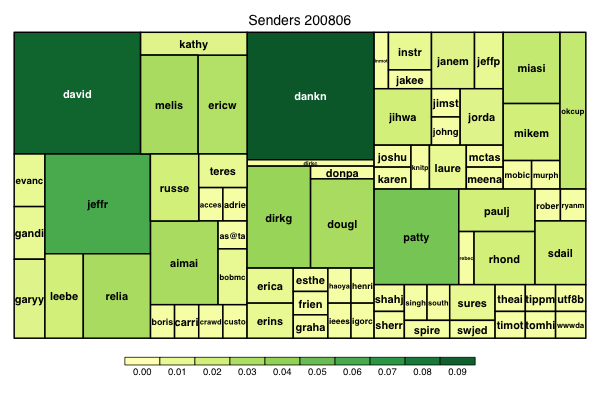 Senders 200806
david
kathy
melis
ericw
dankn
instr
jakee
janem
jeffp
miasi
okcup
jihwa
jimst
johng
jorda
mikem
joshu
karen
knitp
laure
mctas
meena
mobic
murph
evanc
gandi
garyy
jeffr
leebe
relia
russe
teres
acces
adrie
aimai
as@ta
bobmc
boris
carri
crawd
custo
dirkc
dirkg
donpa
dougl
erica
erins
esthe
frien
graha
haoya
henri
ieees
igorc
patty
paulj
rebec
rhond
rober
ryanm
sdail
shahj
sherr
singh
south
spire
sures
swjed
theai
timot
tippm
tomhi
utf8b
wwwda
0.00 0.01 0.02 0.03 0.04 0.05 0.06 0.07 0.08 0.09